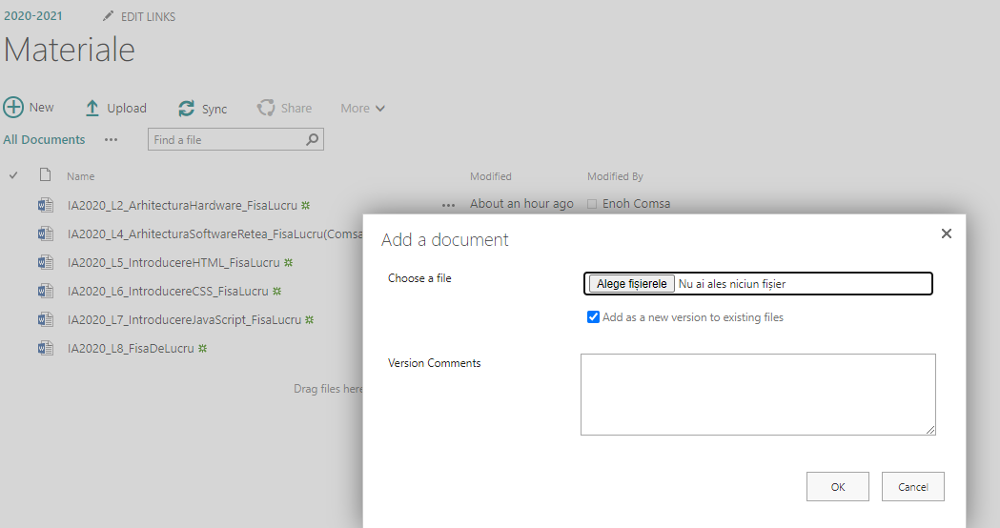 2020-2021 EDIT LINKS
Materiale
New Upload Sync Share More
All Documents ... Find a file
Name Modified Modified By
IA2020_L2_ArhitecturaHardware_FisaLucru ... About an hour ago Enoh Comsa
IA2020_L4_ArhitecturaSoftwareRetea_FisaLucru(Comsa
IA2020_L5_IntroducereHTML_FisaLucru
IA2020_L6_IntroducereCSS_FisaLucru
IA2020_L7_IntroducereJavaScript_FisaLucru
IA2020_L8_FisaDeLucru
Drag files here
Add a document
Choose a file Alege fișierele Nu ai ales niciun fișier
Add as a new version to existing files
Version Comments
OK Cancel